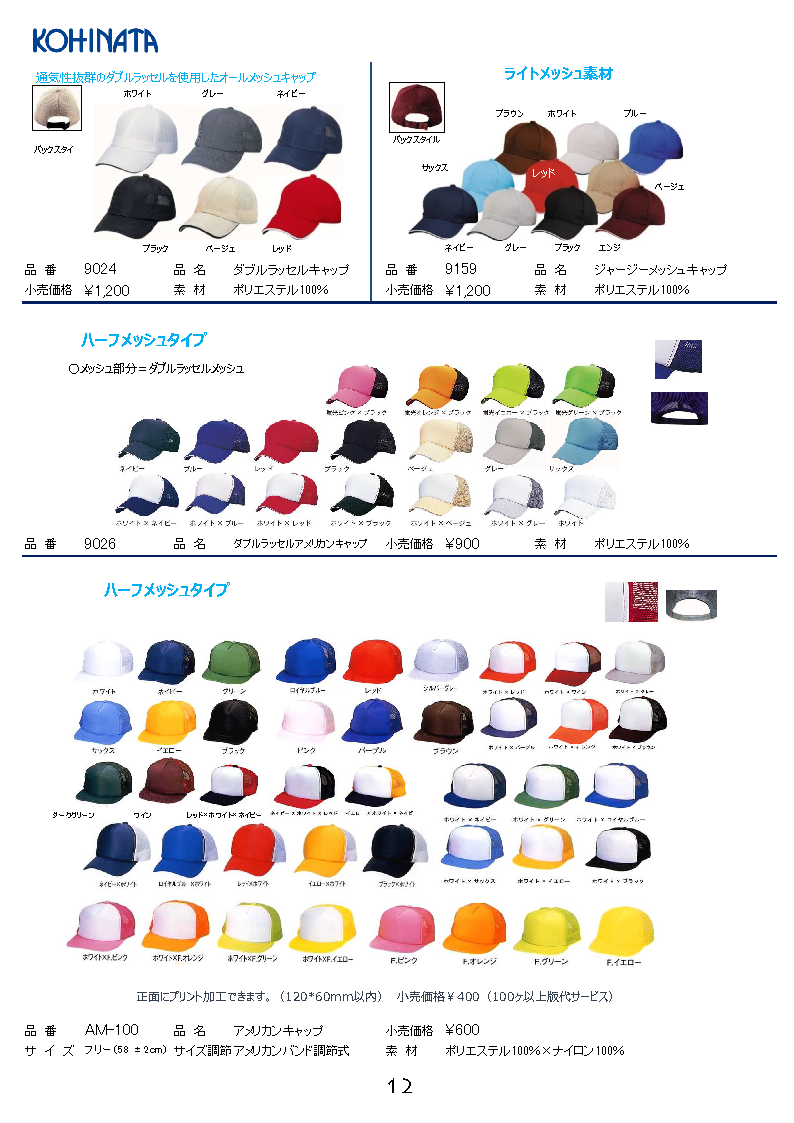 KOHINATA
通気性抜群のダブルラッセルを使用したオールメッシュキャップ
ホワイト グレー ネイビー
バックスタイ
ブラック ベージュ レッド
品 番 9024 品 名 ダブルラッセルキャップ
小売価格 ¥1,200 素 材 ポリエステル100%
ライトメッシュ素材
バックスタイル
ブラウン ホワイト ブルー
サックス レッド ベージュ
ネイビー グレー ブラック エンジ
品 番 9159 品 名 ジャージーメッシュキャップ
小売価格 ¥1,200 素 材 ポリエステル100%
ハーフメッシュタイプ
〇メッシュ部分=ダブルラッセルメッシュ
蛍光ピンク×ブラック 蛍光オレンジ×ブラック 蛍光イエロー×ブラック 蛍光グリーン×ブラック
ネイビー ブルー レッド ブラック ベージュ グレー サックス
ホワイト×ネイビー ホワイト×ブルー ホワイト×レッド ホワイト×ブラック ホワイト×ベージュ ホワイト×グレー ホワイト
品 番 9026 品 名 ダブルラッセルアメリカンキャップ 小売価格 ¥900 素 材 ポリエステル100%
ハーフメッシュタイプ
ホワイト ネイビー グリーン ロイヤルブルー レッド シルバーグレー ホワイト×レッド ホワイト×ワイン ホワイト×グレー
サックス イエロー ブラック ピンク パープル ブラウン ホワイト×パープル ホワイト×オレンジ ホワイト×ブラウン
ダークグリーン ワイン レッド×ホワイト×ネイビー ネイビー×ホワイト×レッド イエロー×ホワイト×ネイビ ホワイト×ネイビー ホワイト×グリーン ホワイト×ロイヤルブルー
ネイビー×ホワイト ロイヤルブルー×ホワイト レッド×ホワイト イエロー×ホワイト ブラック×ホワイト ホワイト×サックス ホワイト×イエロー ホワイト×ブラック
ホワイト×F.ピンク ホワイト×F.オレンジ ホワイト×F.グリーン ホワイト×F.イエロー F.ピンク F.オレンジ F.グリーン F.イエロー
正面にプリント加工できます。（120*60mm以内） 小売価格¥400（100ヶ以上版代サービス）
品 番 AM-100 品 名 アメリカンキャップ 小売価格 ¥600
サ イ ズ フリー(58 ±2cm) サイズ調節 アメリカンバンド調節式 素 材 ポリエステル100%×ナイロン100%
12